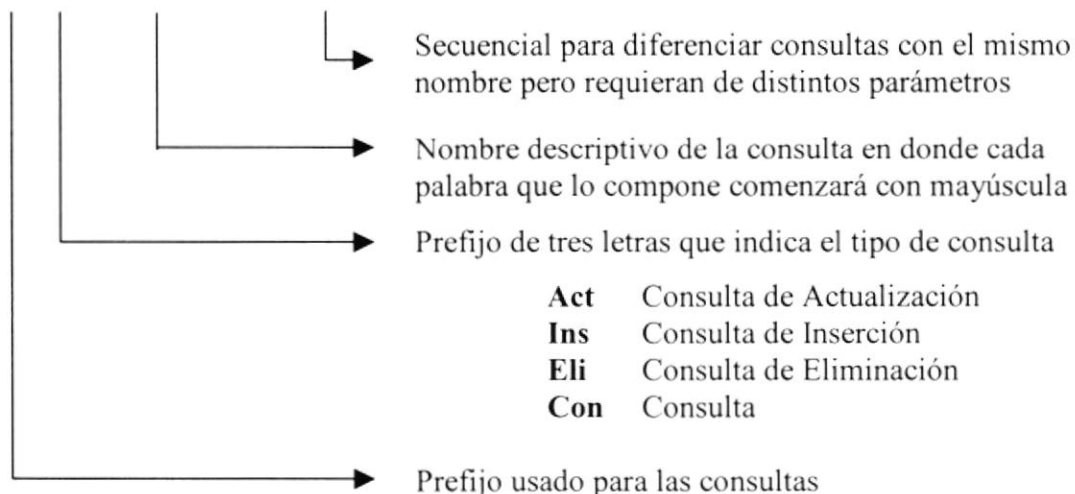 Secuencial para diferenciar consultas con el mismo
nombre pero requieran de distintos parámetros
Nombre descriptivo de la consulta en donde cada
palabra que lo compone comenzará con mayúscula
Prefijo de tres letras que indica el tipo de consulta
Act Consulta de Actualización
Ins Consulta de Inserción
Eli Consulta de Eliminación
Con Consulta
Prefijo usado para las consultas